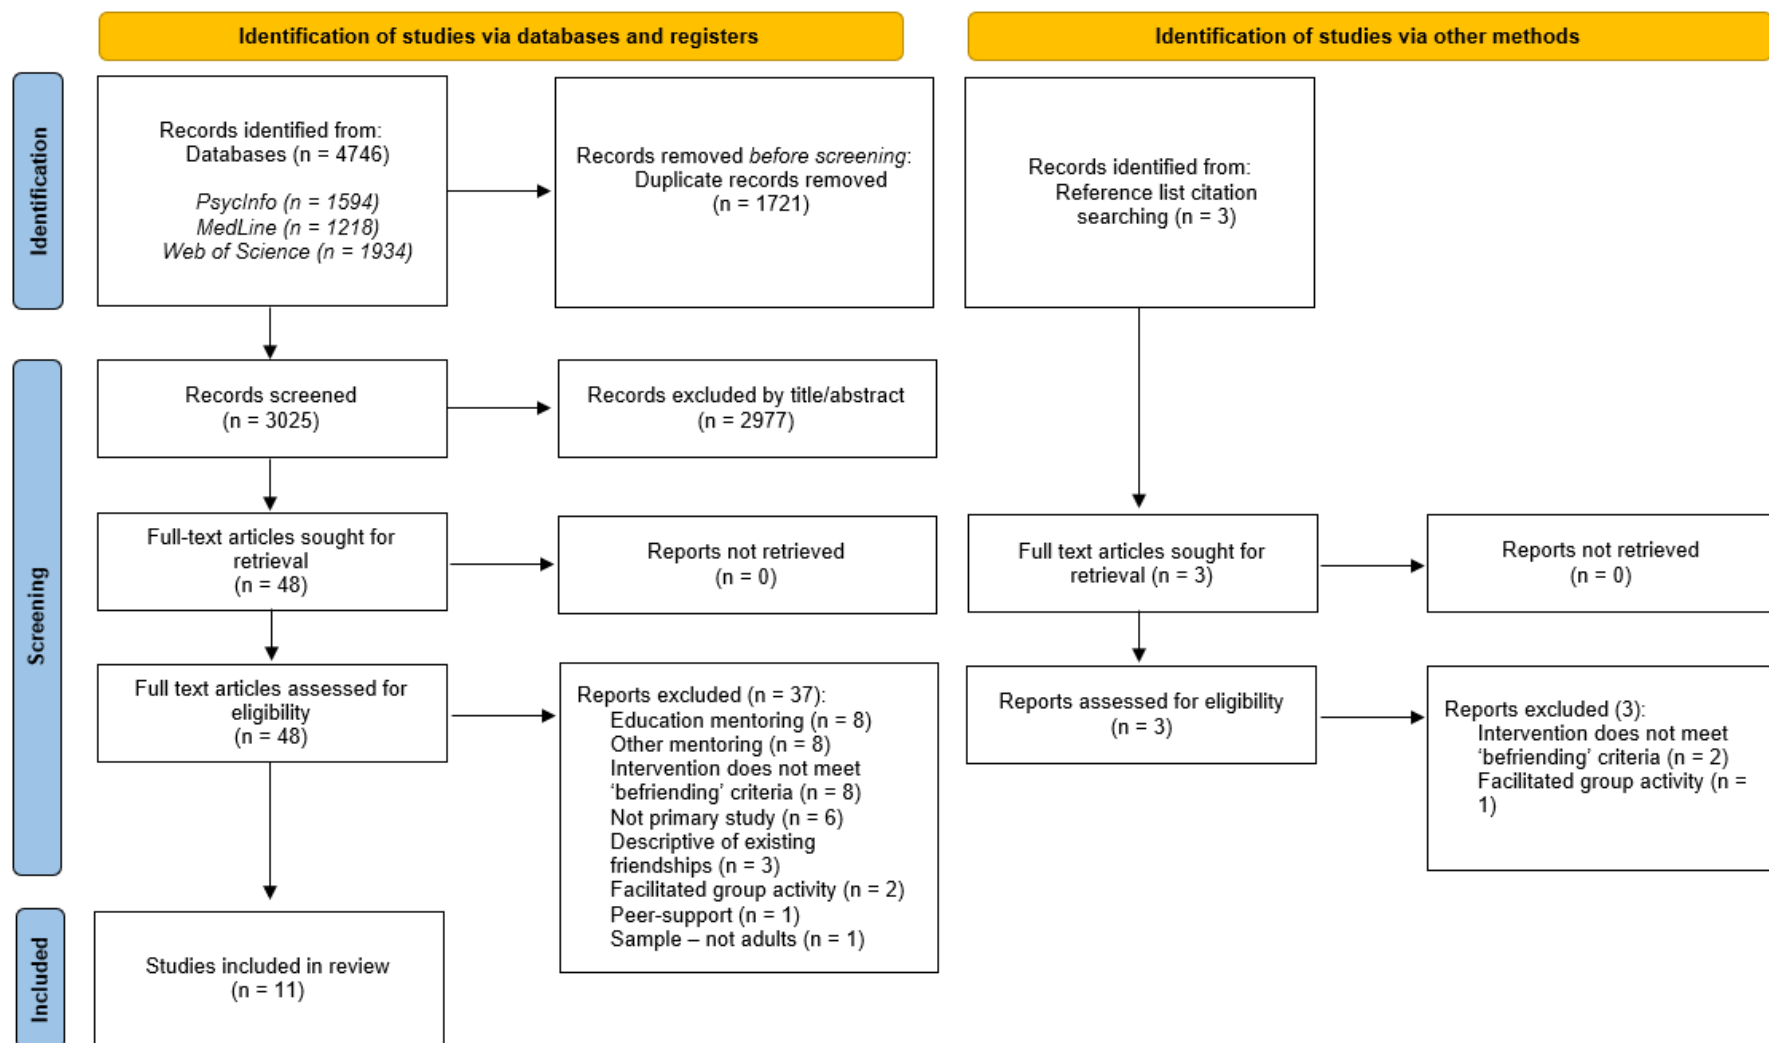 Identification of studies via databases and registers
Identification of studies via other methods
Identification
Records identified from:
Databases (n = 4746)
PsycInfo (n = 1594)
MedLine (n = 1218)
Web of Science (n = 1934)
Records removed before screening:
Duplicate records removed
(n = 1721)
Records identified from:
Reference list citation
searching (n = 3)
Screening
Records screened
(n = 3025)
Records excluded by title/abstract
(n = 2977)
Full-text articles sought for
retrieval
(n = 48)
Reports not retrieved
(n = 0)
Full text articles sought for
retrieval (n = 3)
Reports not retrieved
(n = 0)
Full text articles assessed for
eligibility
(n = 48)
Reports excluded (n = 37):
Education mentoring (n = 8)
Other mentoring (n = 8)
Intervention does not meet
‘befriending’ criteria (n = 8)
Not primary study (n = 6)
Descriptive of existing
friendships (n = 3)
Facilitated group activity (n = 2)
Peer-support (n = 1)
Sample – not adults (n = 1)
Reports assessed for eligibility
(n = 3)
Reports excluded (3):
Intervention does not meet
‘befriending’ criteria (n = 2)
Facilitated group activity (n =
1)
Included
Studies included in review
(n = 11)